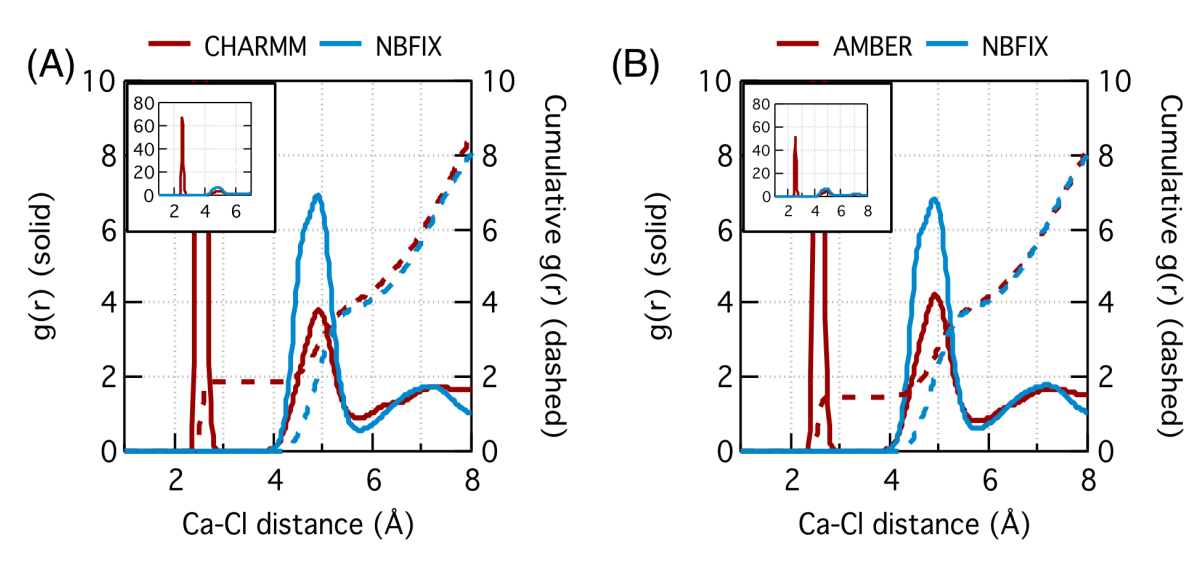 CHARMM NBFIX
(A)
10
8
6
4
2
0
g(r) (solid)
80
60
40
20
0
2 4 6
10
8
6
4
2
0
Cumulative g(r) (dashed)
2 4 6 8
Ca-Cl distance (Å)
AMBER NBFIX
(B)
10
8
6
4
2
0
g(r) (solid)
80
60
40
20
0
2 4 6 8
10
8
6
4
2
0
Cumulative g(r) (dashed)
2 4 6 8
Ca-Cl distance (Å)